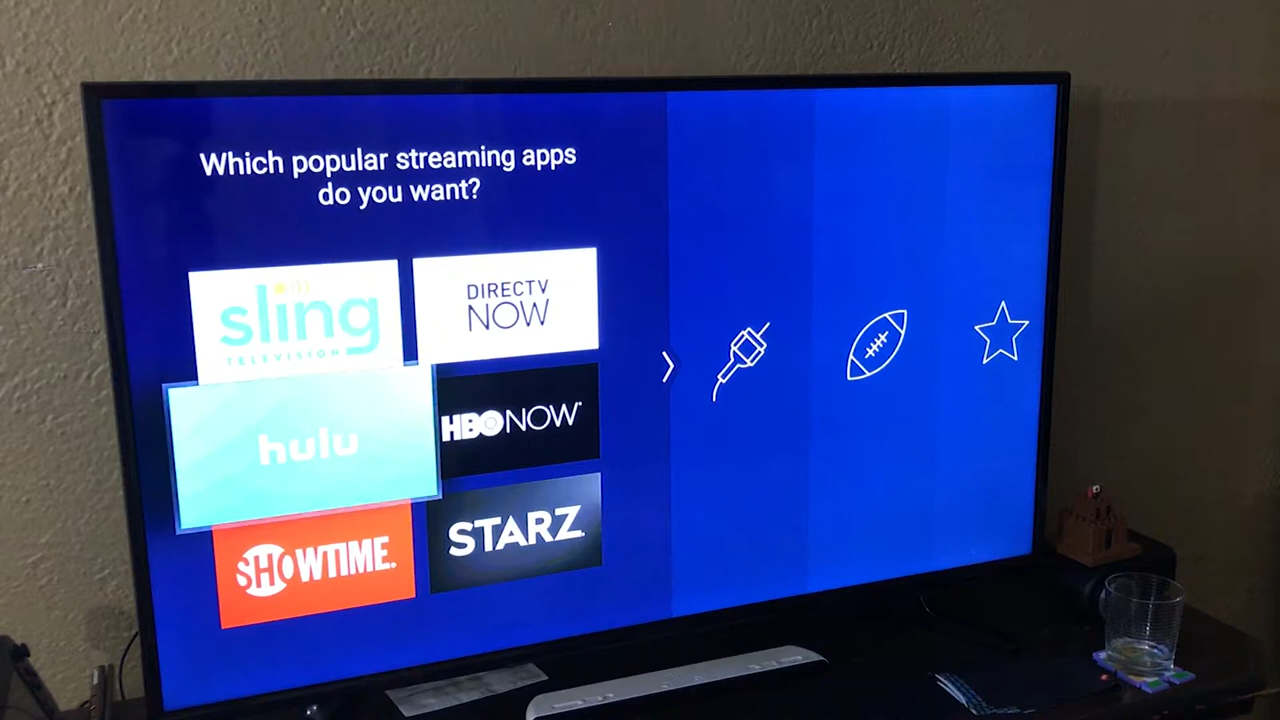 Which popular streaming apps
do you want?
sling
TELEVISION
DIRECTV
NOW
hulu
HBO NOW
SHOWTIME.
STARZ